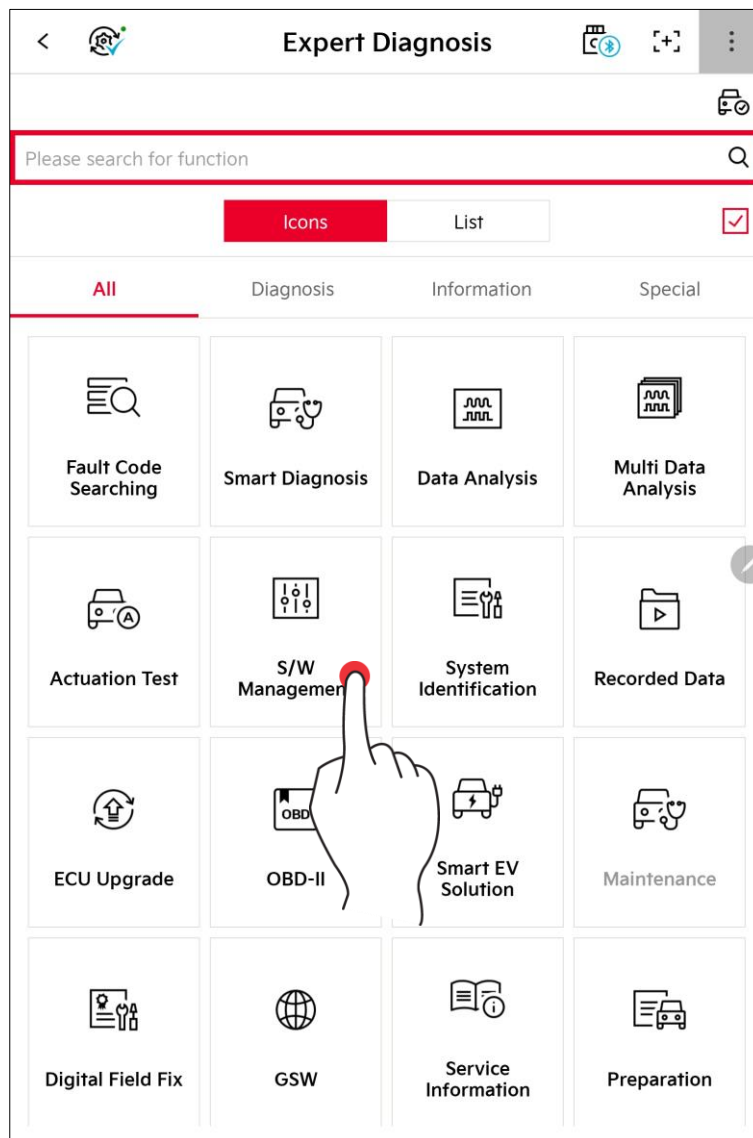 Expert Diagnosis
Please search for function
Icons
List
All
Diagnosis
Information
Special
Fault Code
Searching
Smart Diagnosis
Data Analysis
Multi Data
Analysis
Actuation Test
S/W
Managemen
System
Identification
Recorded Data
A
ECU Upgrade
OBD
OBD-II
Smart EV
Solution
Maintenance
Digital Field Fix
GSW
Service
Information
Preparation